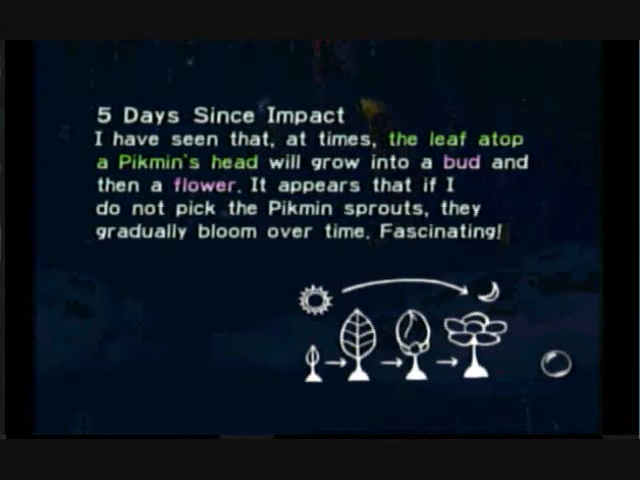 5 Days Since Impact
I have seen that, at times, the leaf atop
a Pikmin's head will grow into a bud and
then a flower. It appears that if I
do not pick the Pikmin sprouts, they
gradually bloom over time. Fascinating!